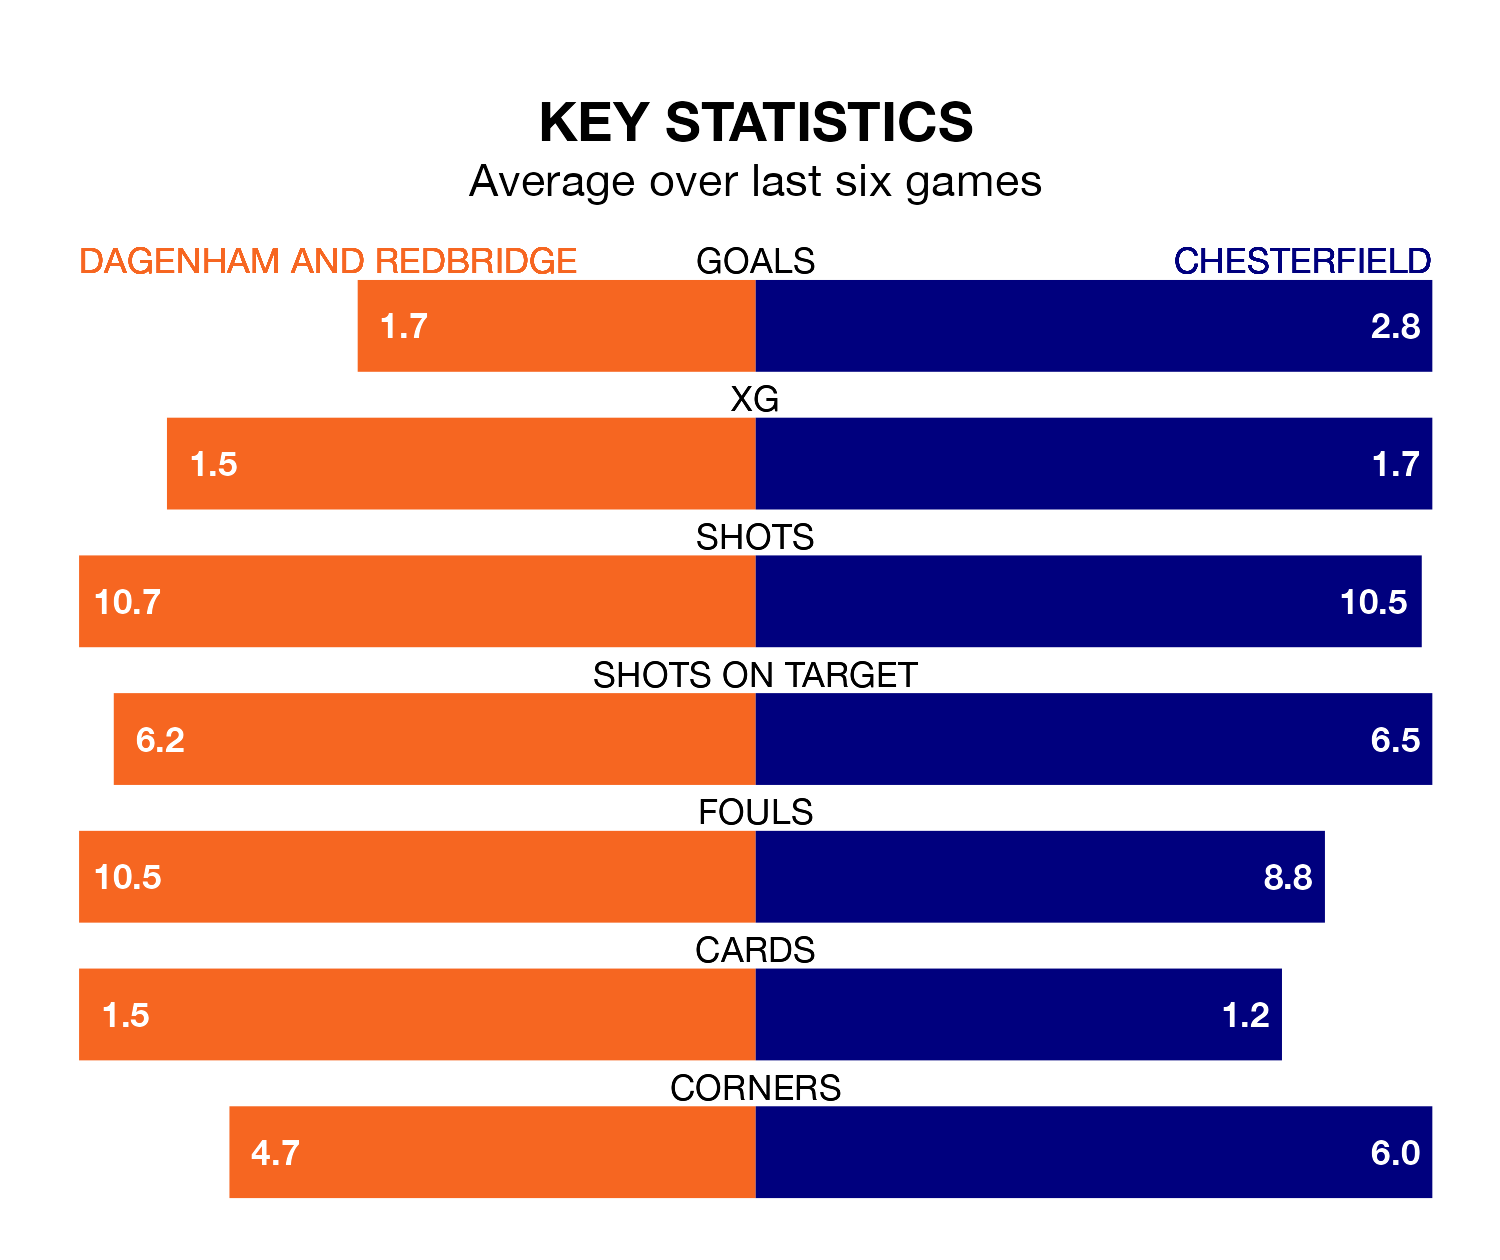 KEY STATISTICS
Average over last six games
DAGENHAM AND REDBRIDGE GOALS CHESTERFIELD
1.7 2.8
XG
1.5 1.7
SHOTS
10.7 10.5
SHOTS ON TARGET
6.2 6.5
FOULS
10.5 8.8
CARDS
1.5 1.2
CORNERS
4.7 6.0